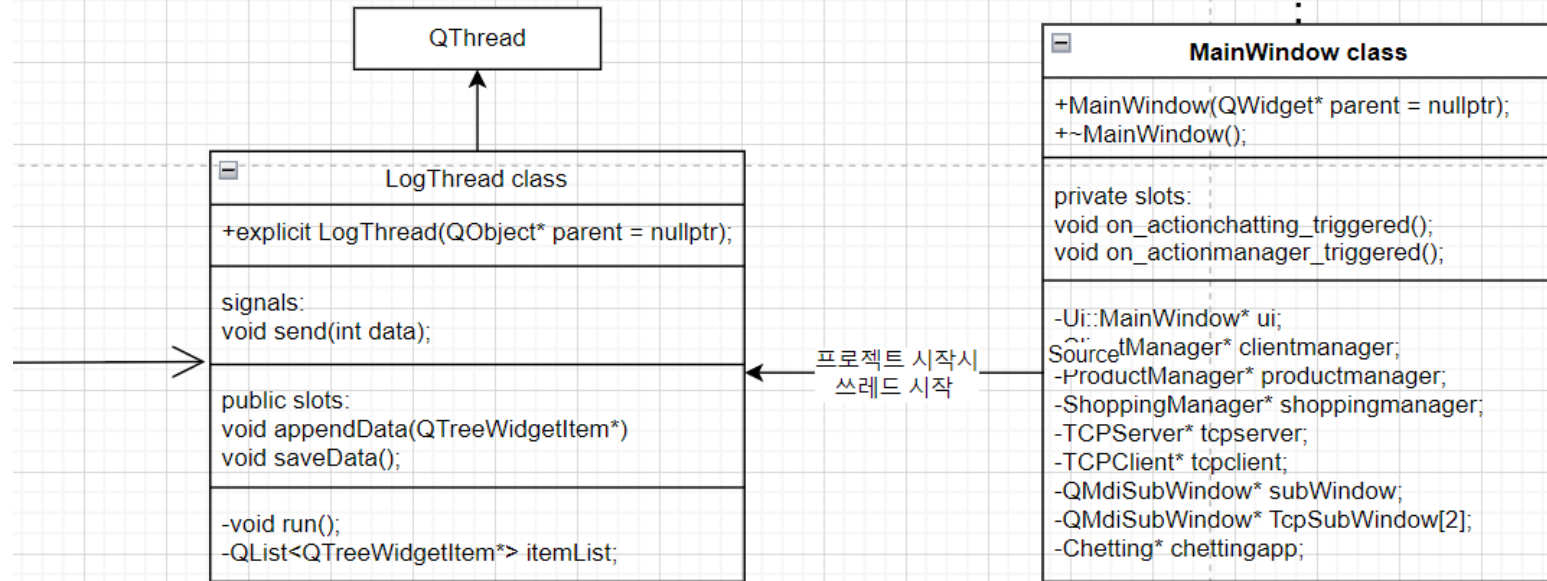 QThread
LogThread class
+explicit LogThread(QObject* parent = nullptr);
signals:
void send(int data);
public slots:
void appendData(QTreeWidgetItem*)
void saveData();
-void run();
-QList<QTreeWidgetItem*> itemList;
프로젝트 시작시
쓰레드 시작
MainWindow class
+MainWindow(QWidget* parent = nullptr);
+~MainWindow();
private slots:
void on_actionchatting_triggered();
void on_actionmanager_triggered();
-Ui::MainWindow* ui;
Source
tManager* clientmanager;
-ProductManager* productmanager;
-ShoppingManager* shoppingmanager;
-TCPServer* tcpserver;
-TCPClient* tcpclient;
-QMdiSubWindow* subWindow;
-QMdiSubWindow* TcpSubWindow[2];
-Chetting* chettingapp;